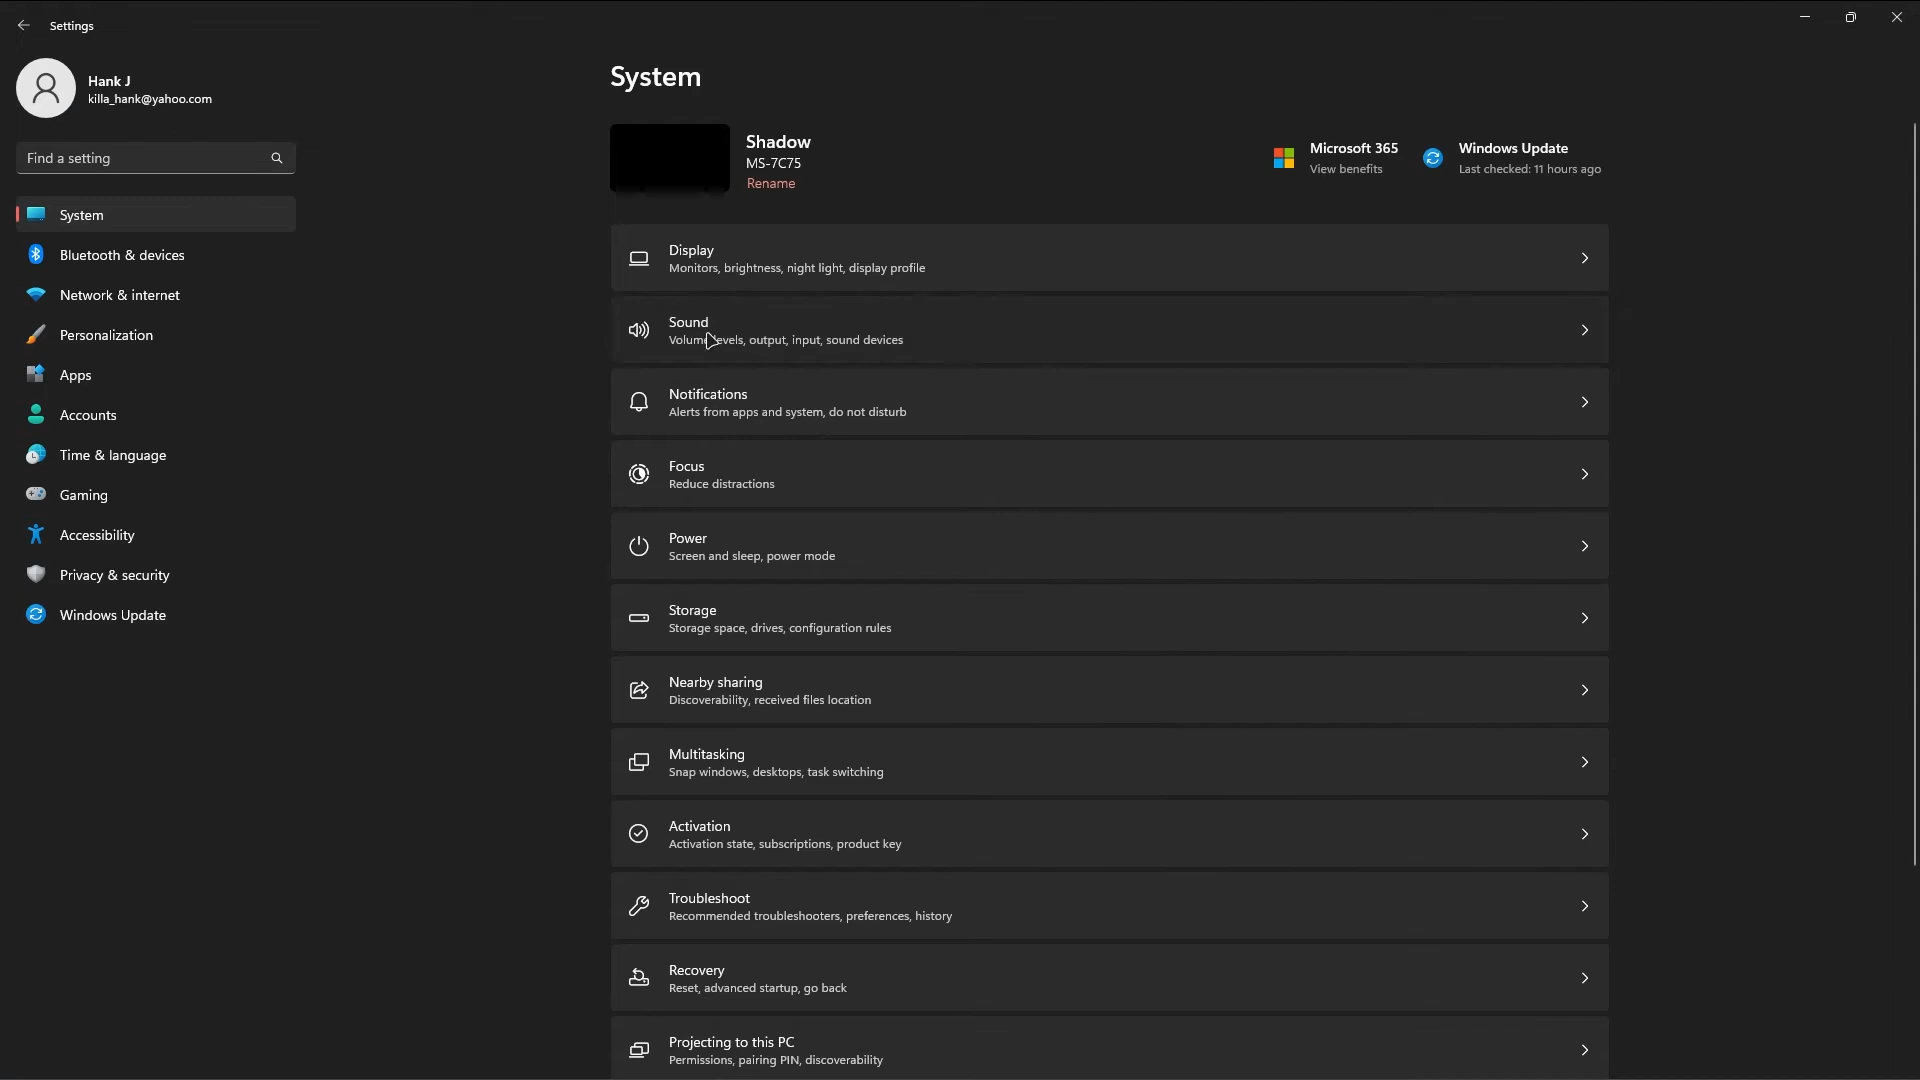 Settings
Hank J
killa_hank@yahoo.com
Find a setting
System
Bluetooth & devices
Network & internet
Personalization
Apps
Accounts
Time & language
Gaming
Accessibility
Privacy & security
Windows Update
System
Shadow
MS-7C75
Rename
Microsoft 365
View benefits
Windows Update
Last checked: 11 hours ago
Display
Monitors, brightness, night light, display profile
Sound
Volume levels, output, input, sound devices
Notifications
Alerts from apps and system, do not disturb
Focus
Reduce distractions
Power
Screen and sleep, power mode
Storage
Storage space, drives, configuration rules
Nearby sharing
Discoverability, received files location
Multitasking
Snap windows, desktops, task switching
Activation
Activation state, subscriptions, product key
Troubleshoot
Recommended troubleshooters, preferences, history
Recovery
Reset, advanced startup, go back
Projecting to this PC
Permissions, pairing PIN, discoverability